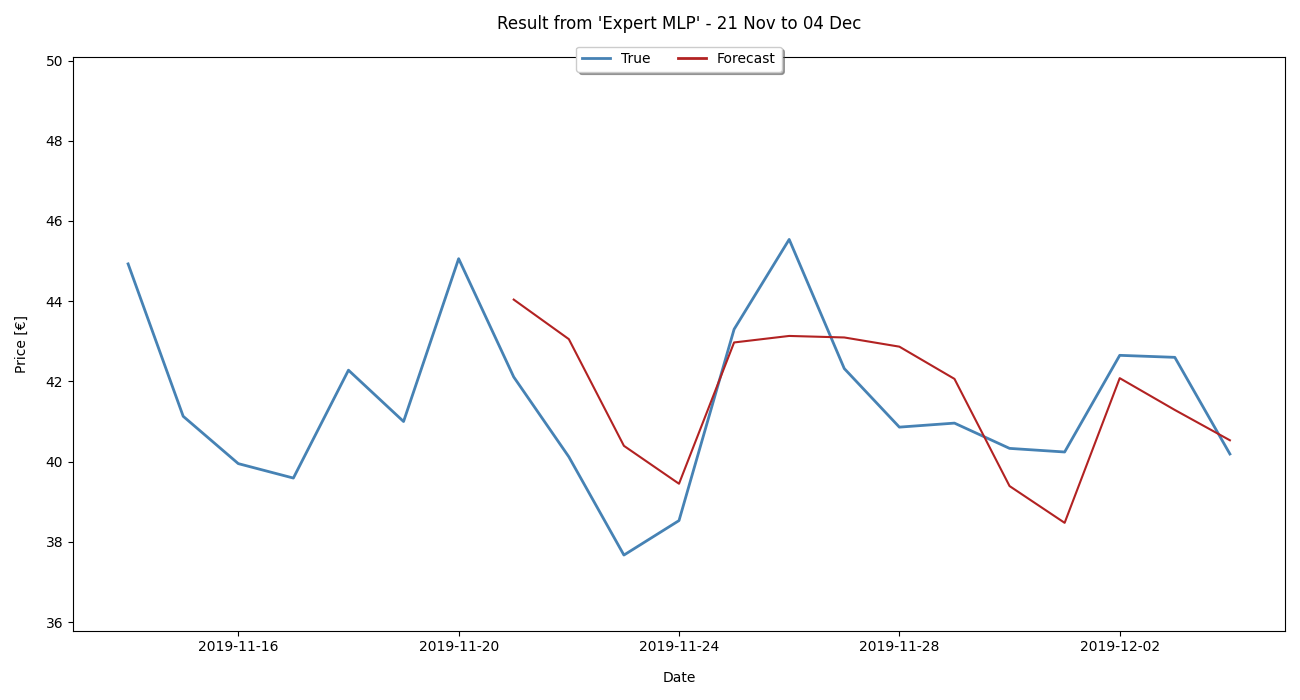 Result from 'Expert MLP' - 21 Nov to 04 Dec
True Forecast
50
48
46
44
42
40
38
36
Price [€]
2019-11-16 2019-11-20 2019-11-24 2019-11-28 2019-12-02
Date